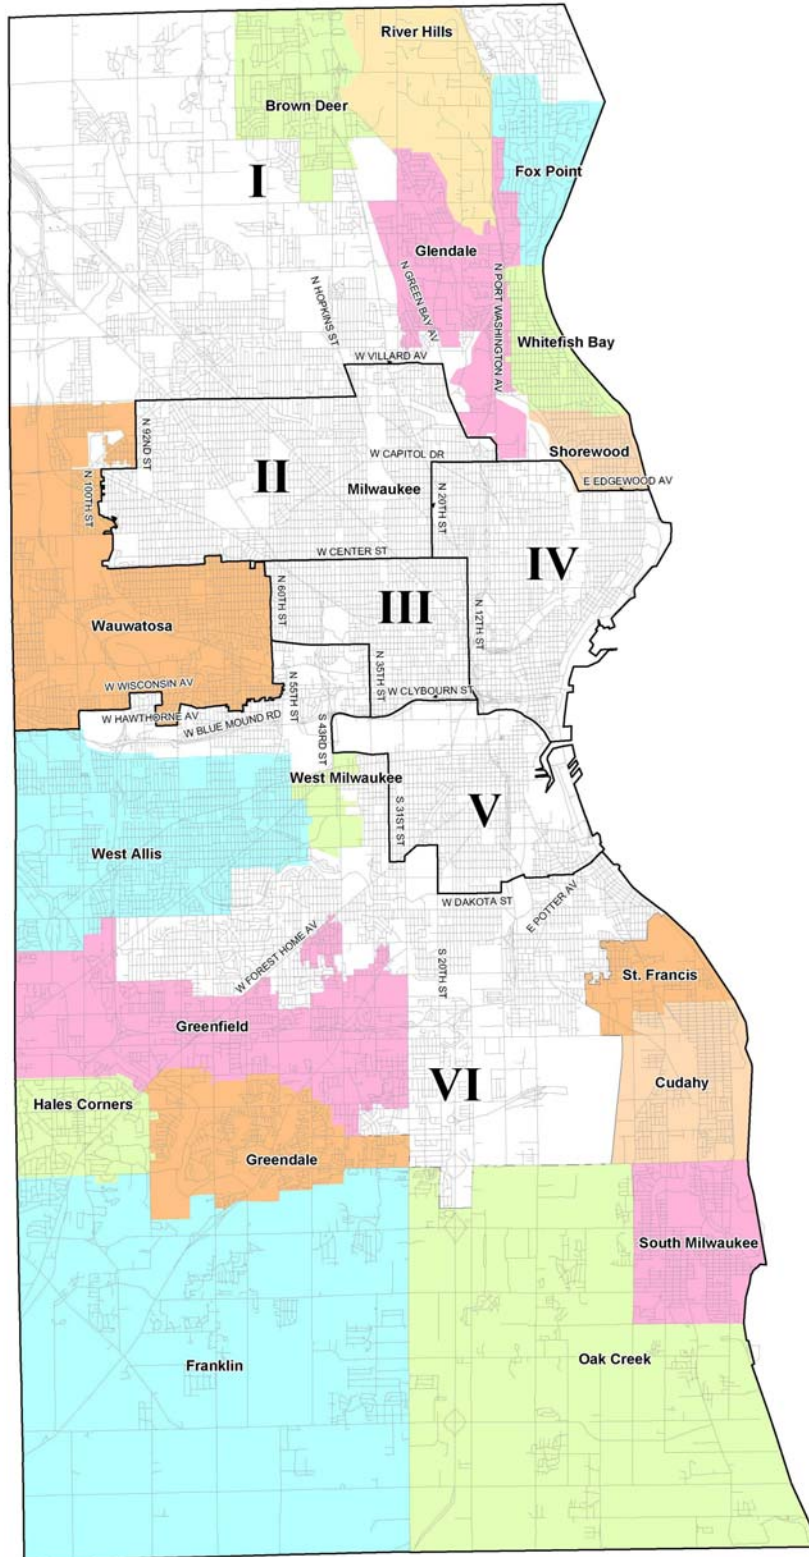 River Hills
Brown Deer
Fox Point
I
Glendale
N HOPKINS ST
N GREEN BAY AV
N PORT WASHINGTON AV
Whitefish Bay
W VILLARD AV
N 92ND ST
Shorewood
W CAPITOL DR
II
E EDGEWOOD AV
N 100TH ST
Milwaukee
N 20TH ST
W CENTER ST
IV
III
N 60TH ST
N 12TH ST
Wauwatosa
N 35TH ST
W WISCONSIN AV
N 55TH ST
W CLYBOURN ST
W HAWTHORNE AV
W BLUE MOUND RD
S 43RD ST
West Milwaukee
V
S 31ST ST
West Allis
W DAKOTA ST
E POTTER AV
W FOREST HOME AV
S 20TH ST
St. Francis
Greenfield
VI
Cudahy
Hales Corners
Greendale
South Milwaukee
Oak Creek
Franklin